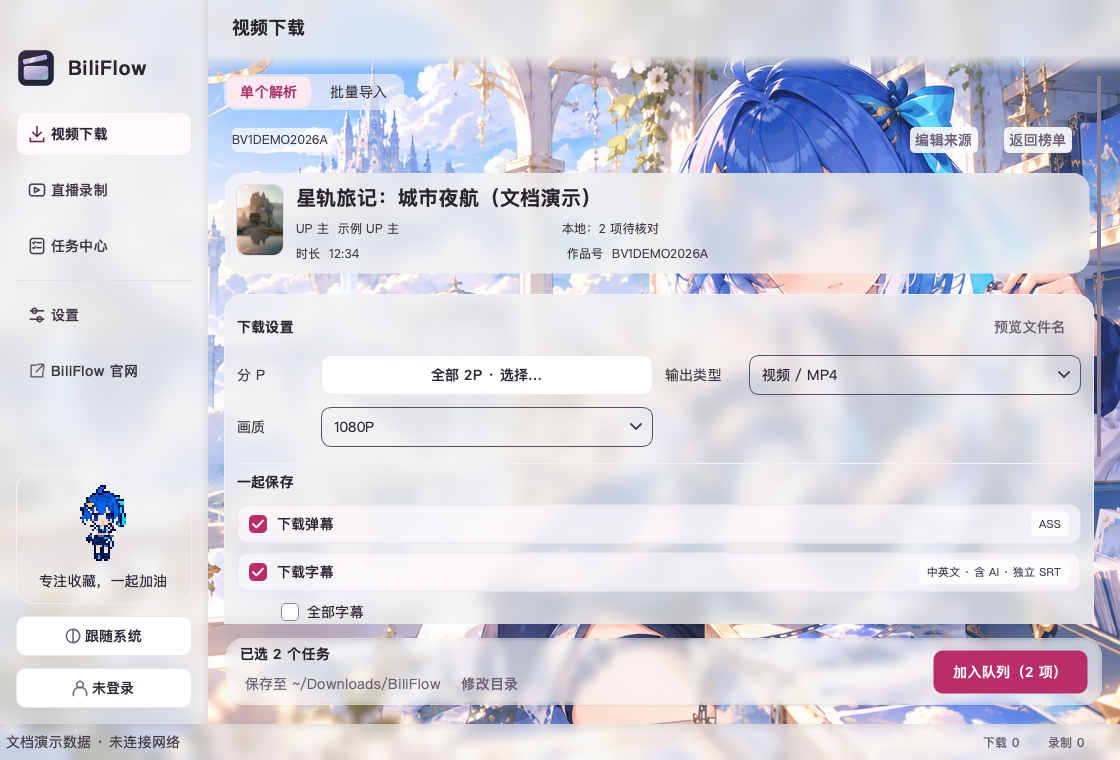 视频下载
BiliFlow
单个解析
批量导入
视频下载
BV1DEMO2026A
编辑来源
返回榜单
直播录制
星轨旅记：城市夜航（文档演示）
UP 主 示例 UP 主
本地：2 项待核对
任务中心
时长 12:34
作品号 BV1DEMO2026A
设置
下载设置
预览文件名
BiliFlow 官网
分 P
全部 2P · 选择...
输出类型
视频 / MP4
画质
1080P
一起保存
下载弹幕
ASS
下载字幕
中英文 · 含 AI · 独立 SRT
专注收藏，一起加油
全部字幕
跟随系统
已选 2 个任务
加入队列（2 项）
保存至 ~/Downloads/BiliFlow
修改目录
未登录
文档演示数据 · 未连接网络
下载 0
录制 0